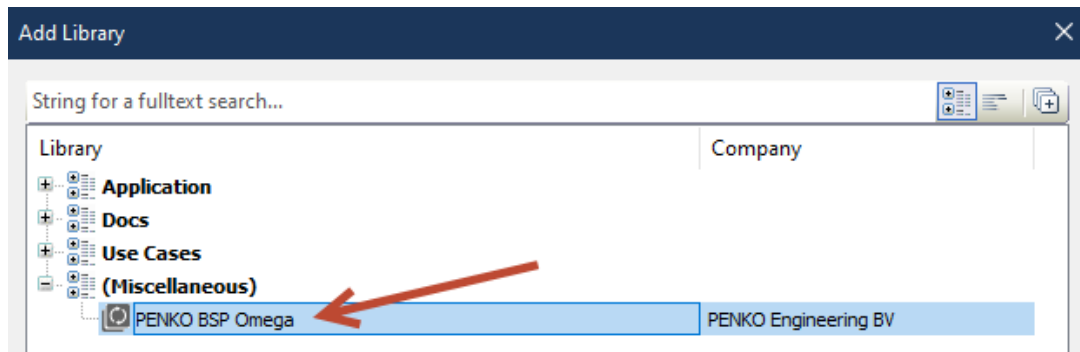 Add Library
String for a fulltext search...
Library Company
Application
Docs
Use Cases
(Miscellaneous)
PENKO BSP Omega PENKO Engineering BV